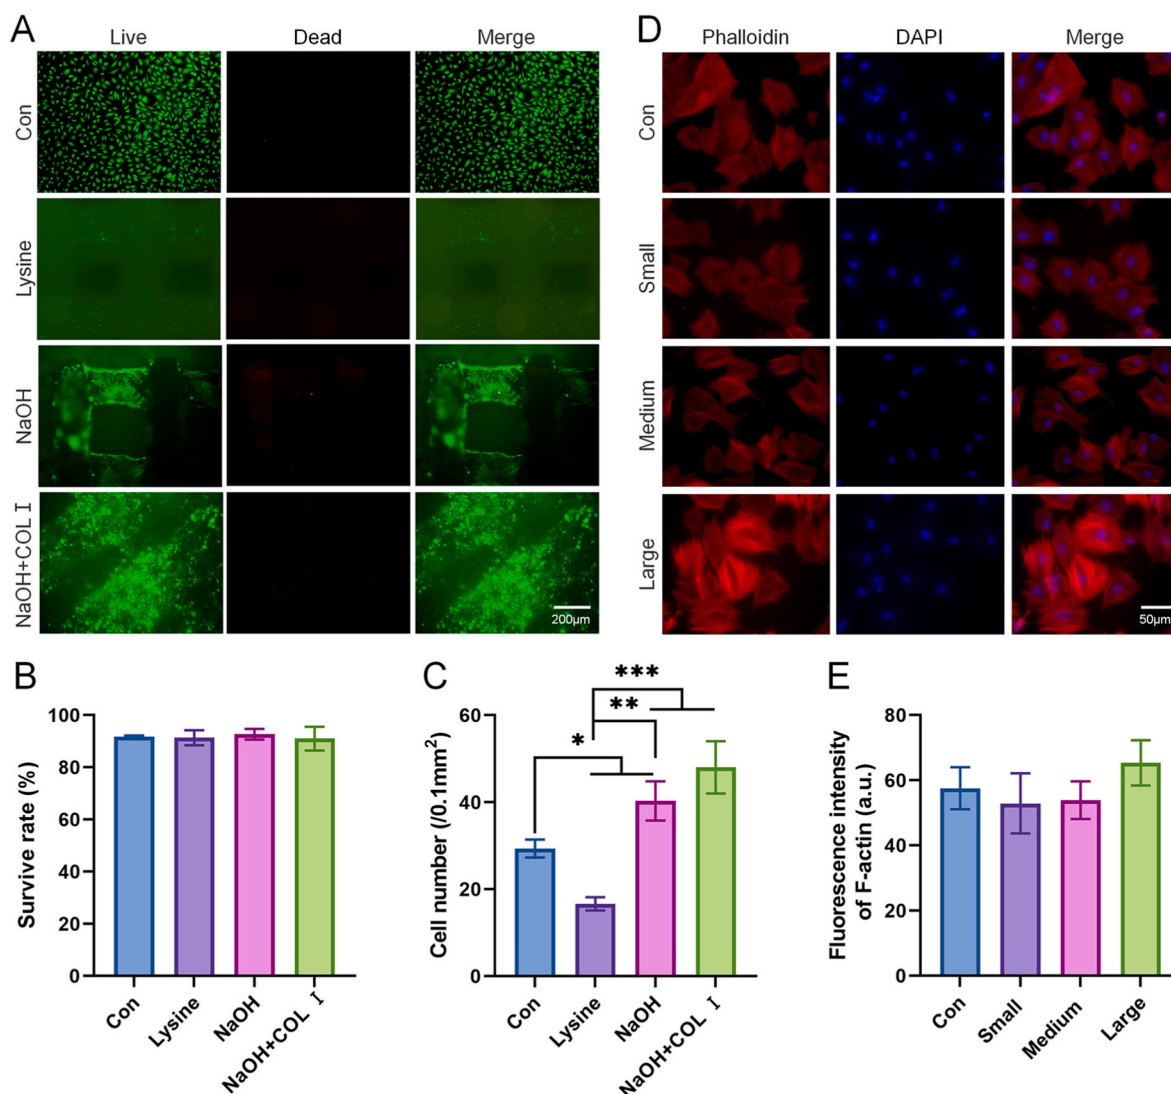 A
Live
Dead
Merge
Con
Lysine
NaOH
NaOH+COL Ⅰ
200μm
D
Phalloidin
DAPI
Merge
Con
Small
Medium
Large
50μm
B
Survive rate (%)
100
80
60
40
20
0
Con
Lysine
NaOH
NaOH+COL Ⅰ
C
Cell number (/0.1mm²)
60
40
20
0
*
**
***
Con
Lysine
NaOH
NaOH+COL Ⅰ
E
Fluorescence intensity
of F-actin (a.u.)
80
60
40
20
0
Con
Small
Medium
Large